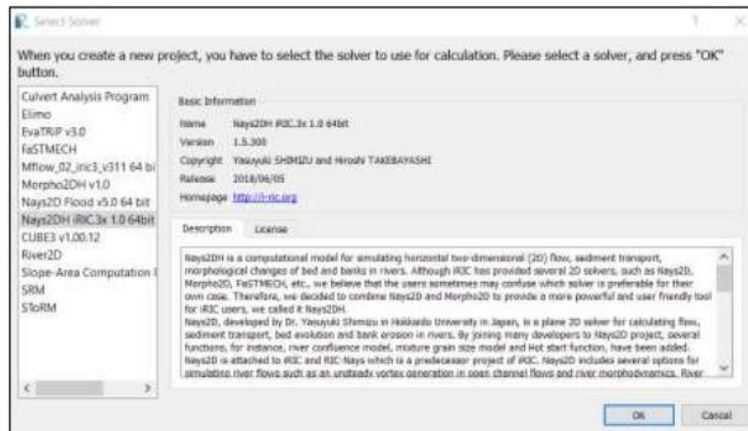 Select Solver
When you create a new project, you have to select the solver to use for calculation. Please select a solver, and press "OK"
button.
Culvert Analysis Program
Elimo
EvaTRiP v3.0
FaSTMECH
Mflow_02_iric3_v311 64 bi
Morpho2DH v1.0
Nays2D Flood v5.0 64 bit
Nays2DH iRIC.3x 1.0 64bit
CUBE3 v1.00.12
River2D
Slope-Area Computation
SRM
SToRM
Basic Information
Name Nays2DH iRIC.3x 1.0 64bit
Version 1.5.300
Copyright Yasuyuki SHIMIZU and Hiroshi TAKEBAYASHI
Release 2018/06/05
Homepage http://i-ric.org
Description License
Nays2DH is a computational model for simulating horizontal two-dimensional (2D) flow, sediment transport,
morphological changes of bed and banks in rivers. Although iRIC has provided several 2D solvers, such as Nays2D,
Morpho2D, FaSTMECH, etc., we believe that the users sometimes may confuse which solver is preferable for their
own case. Therefore, we decided to combine Nays2D and Morpho2D to provide a more powerful and user friendly tool
for iRIC users, we called it Nays2DH.
Nays2D, developed by Dr. Yasuyuki Shimizu in Hokkaido University in Japan, is a plane 2D solver for calculating flow,
sediment transport, bed evolution and bank erosion in rivers. By joining many developers to Nays2D project, several
functions, for instance, river confluence model, mixture grain size model and Hot start function, have been added.
Nays2D is attached to iRIC and RIC-Nays which is a predecessor project of iRIC. Nays2D includes several options for
simulating river flows such as an unsteady vortex generation in open channel flows and river morphodynamics. River
OK Cancel